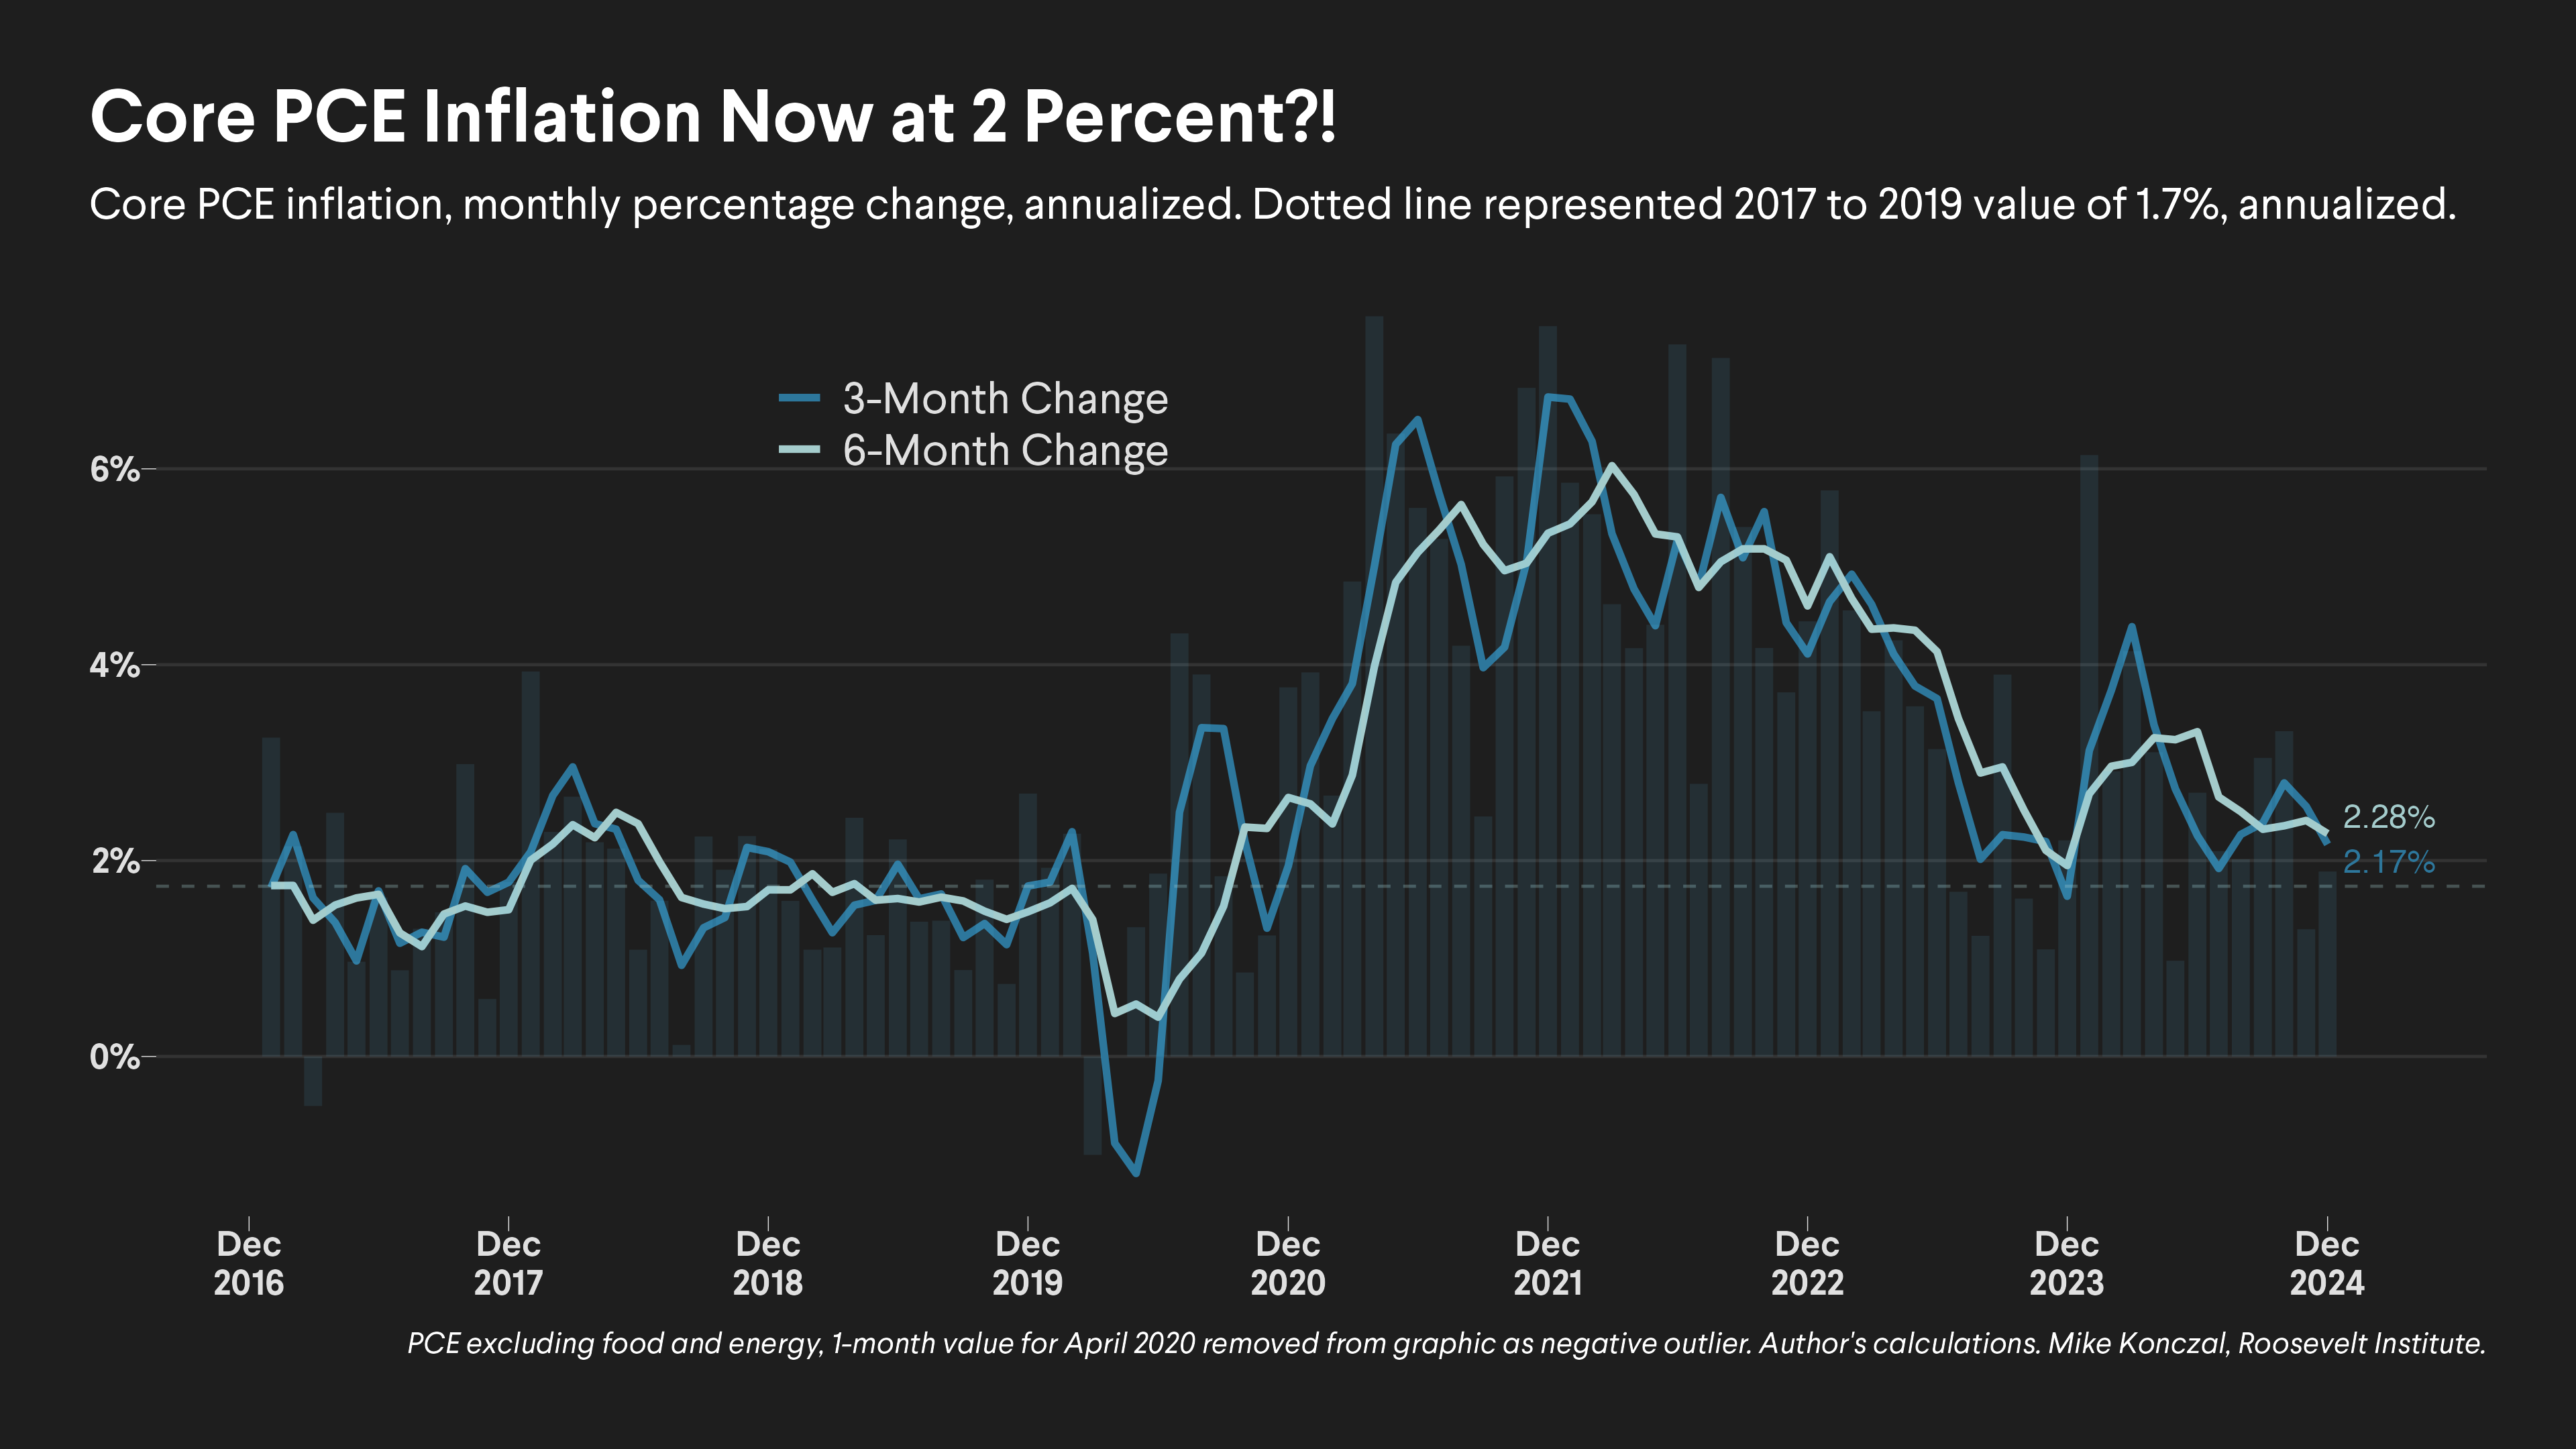 Core PCE Inflation Now at 2 Percent?!
Core PCE inflation, monthly percentage change, annualized. Dotted line represented 2017 to 2019 value of 1.7%, annualized.
3-Month Change
6-Month Change
6%
4%
2%
0%
2.28%
2.17%
Dec
2016
Dec
2017
Dec
2018
Dec
2019
Dec
2020
Dec
2021
Dec
2022
Dec
2023
Dec
2024
PCE excluding food and energy, 1-month value for April 2020 removed from graphic as negative outlier. Author's calculations. Mike Konczal, Roosevelt Institute.